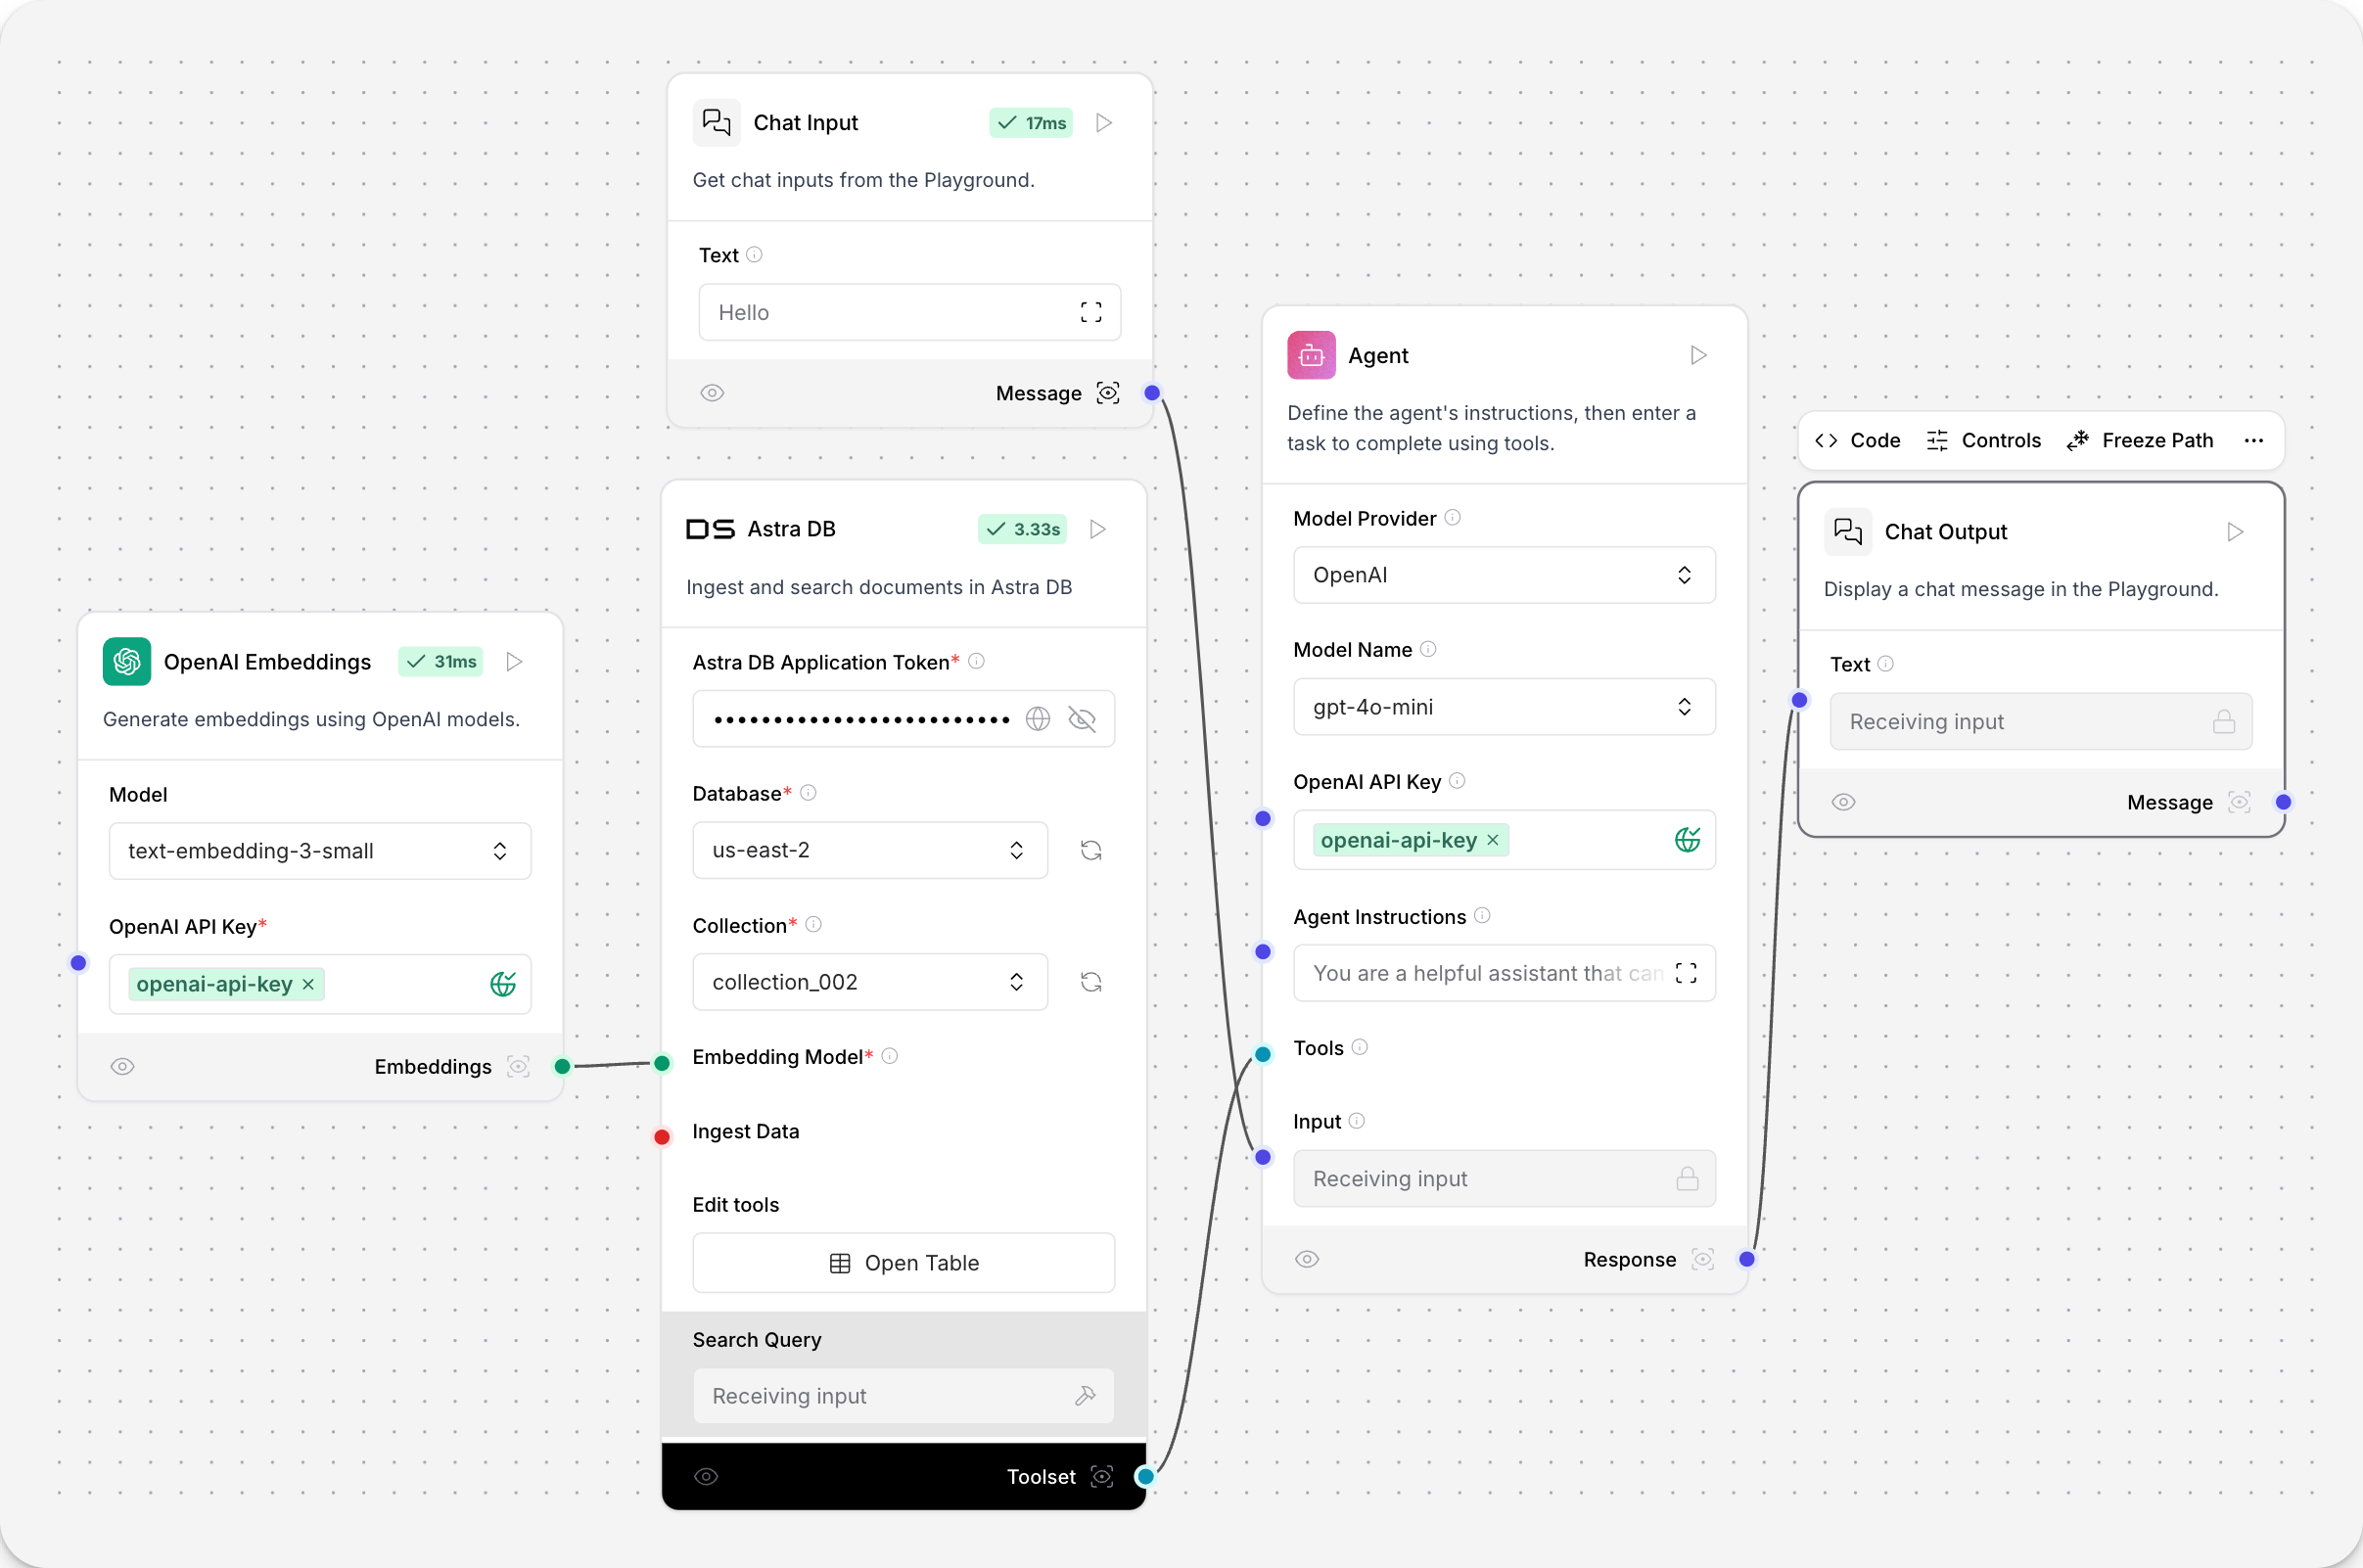 Chat Input
17ms
Get chat inputs from the Playground.
Text
Hello
Message
DS Astra DB
3.33s
Ingest and search documents in Astra DB
Astra DB Application Token*
••••••••••••••••••••••••••
Database*
us-east-2
Collection*
collection_002
Embedding Model*
Ingest Data
Edit tools
Open Table
Search Query
Receiving input
Toolset
OpenAI Embeddings
31ms
Generate embeddings using OpenAI models.
Model
text-embedding-3-small
OpenAI API Key*
openai-api-key ×
Embeddings
Agent
Define the agent's instructions, then enter a
task to complete using tools.
Model Provider
OpenAI
Model Name
gpt-4o-mini
OpenAI API Key
openai-api-key ×
Agent Instructions
You are a helpful assistant that can
Tools
Input
Receiving input
Response
Code Controls Freeze Path ...
Chat Output
Display a chat message in the Playground.
Text
Receiving input
Message